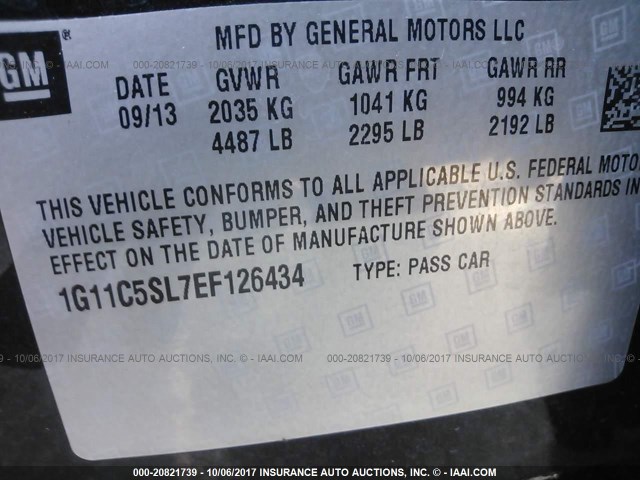 GM ®
MFD BY GENERAL MOTORS LLC
DATE GVWR GAWR FRT GAWR RR
09/13 2035 KG 1041 KG 994 KG
4487 LB 2295 LB 2192 LB
THIS VEHICLE CONFORMS TO ALL APPLICABLE U.S. FEDERAL MOTO
VEHICLE SAFETY, BUMPER, AND THEFT PREVENTION STANDARDS IN
EFFECT ON THE DATE OF MANUFACTURE SHOWN ABOVE.
1G11C5SL7EF126434 TYPE: PASS CAR
000-20821739 - 10/06/2017 INSURANCE AUTO AUCTIONS, INC. - IAAI.COM